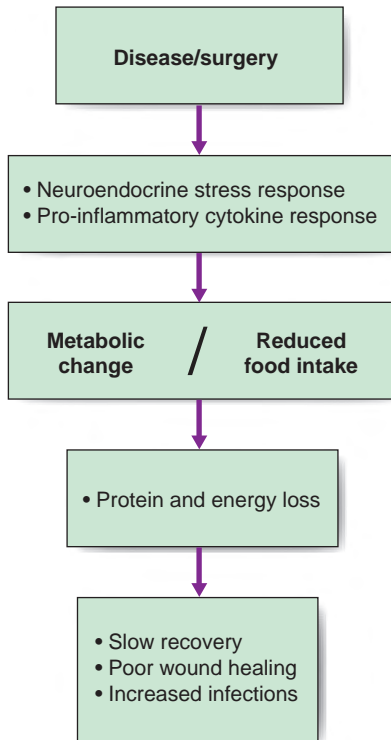 Disease/surgery
• Neuroendocrine stress response
• Pro-inflammatory cytokine response
Metabolic / Reduced
change food intake
• Protein and energy loss
• Slow recovery
• Poor wound healing
• Increased infections